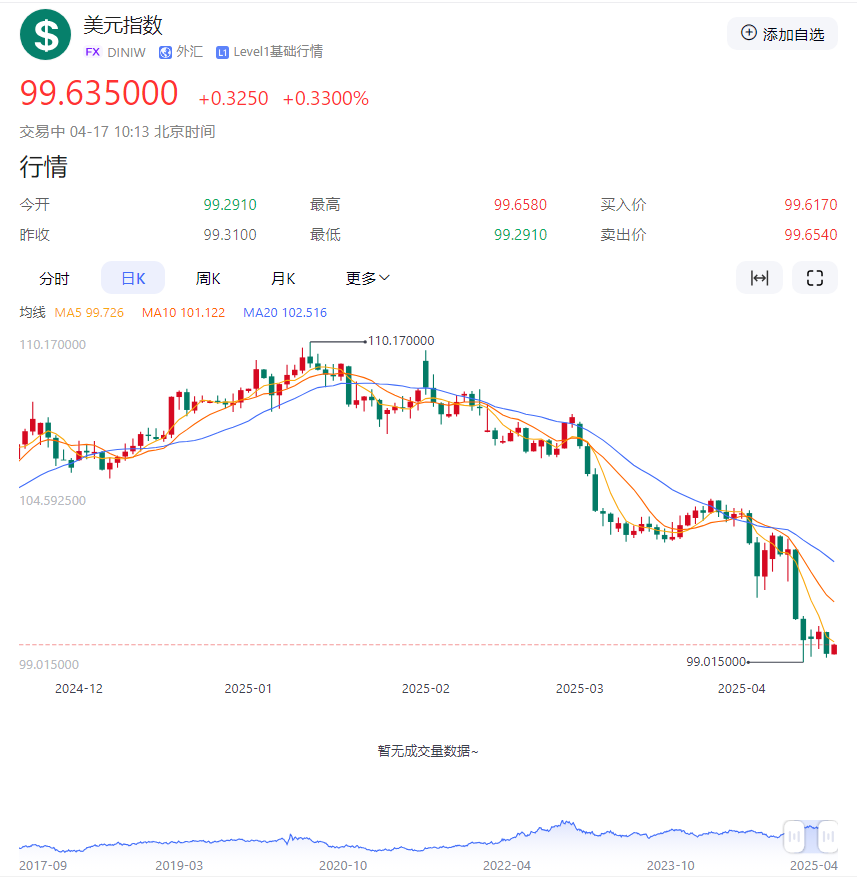 美元指数
FX DINIW 外汇 L1 Level1基础行情
添加自选
99.635000 +0.3250 +0.3300%
交易中 04-17 10:13 北京时间
行情
今开 99.2910 最高 99.6580 买入价 99.6170
昨收 99.3100 最低 99.2910 卖出价 99.6540
分时 日K 周K 月K 更多
均线 MA5 99.726 MA10 101.122 MA20 102.516
110.170000
110.170000
104.592500
99.015000
99.015000
2024-12 2025-01 2025-02 2025-03 2025-04
暂无成交量数据~
2017-09 2019-03 2020-10 2022-04 2023-10 2025-04